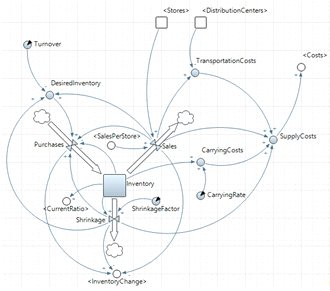 <Stores>
<DistributionCenters>
Turnover
<Costs>
TransportationCosts
DesiredInventory
<SalesPerStore>
Purchases
Sales
SupplyCosts
CarryingCosts
Inventory
CarryingRate
<CurrentRatio>
ShrinkageFactor
Shrinkage
<InventoryChange>